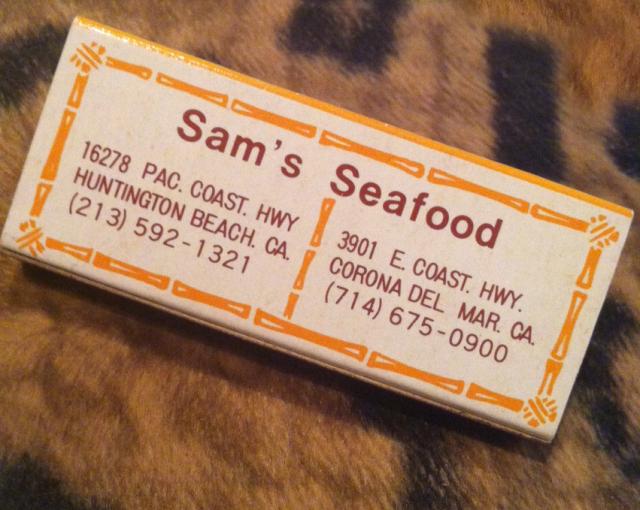 Sam's Seafood
16278 PAC. COAST. HWY
HUNTINGTON BEACH. CA.
(213) 592-1321
3901 E. COAST. HWY.
CORONA DEL MAR. CA.
(714) 675-0900